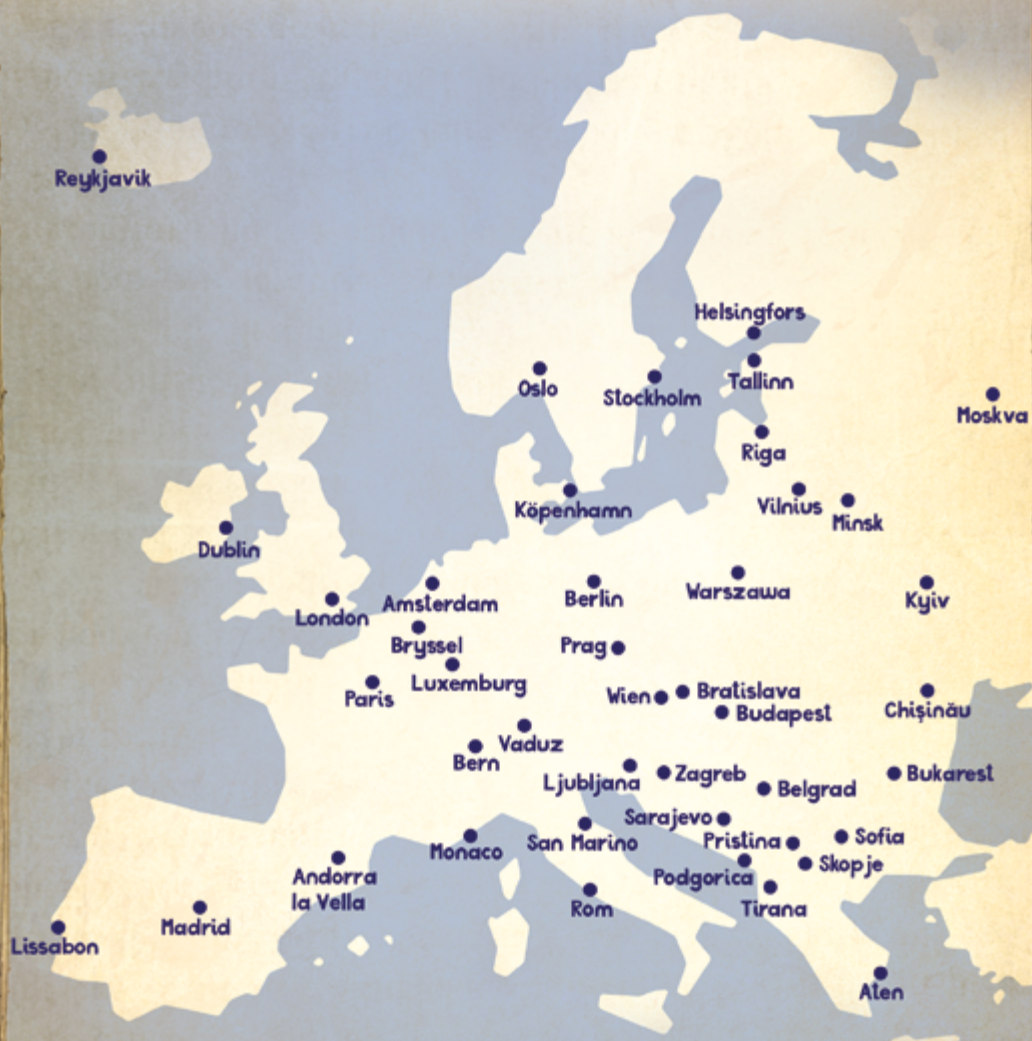 Reykjavik
Helsingfors
Oslo
Stockholm
Tallinn
Moskva
Riga
Vilnius
Minsk
Köpenhamn
Dublin
London
Amsterdam
Berlin
Warszawa
Kyiv
Bryssel
Prag
Luxemburg
Paris
Wien
Bratislava
Budapest
Chișinău
Vaduz
Bern
Ljubljana
Zagreb
Belgrad
Bukarest
Sarajevo
Monaco
San Marino
Pristina
Sofia
Skopje
Andorra
la Vella
Podgorica
Rom
Tirana
Madrid
Lissabon
Aten